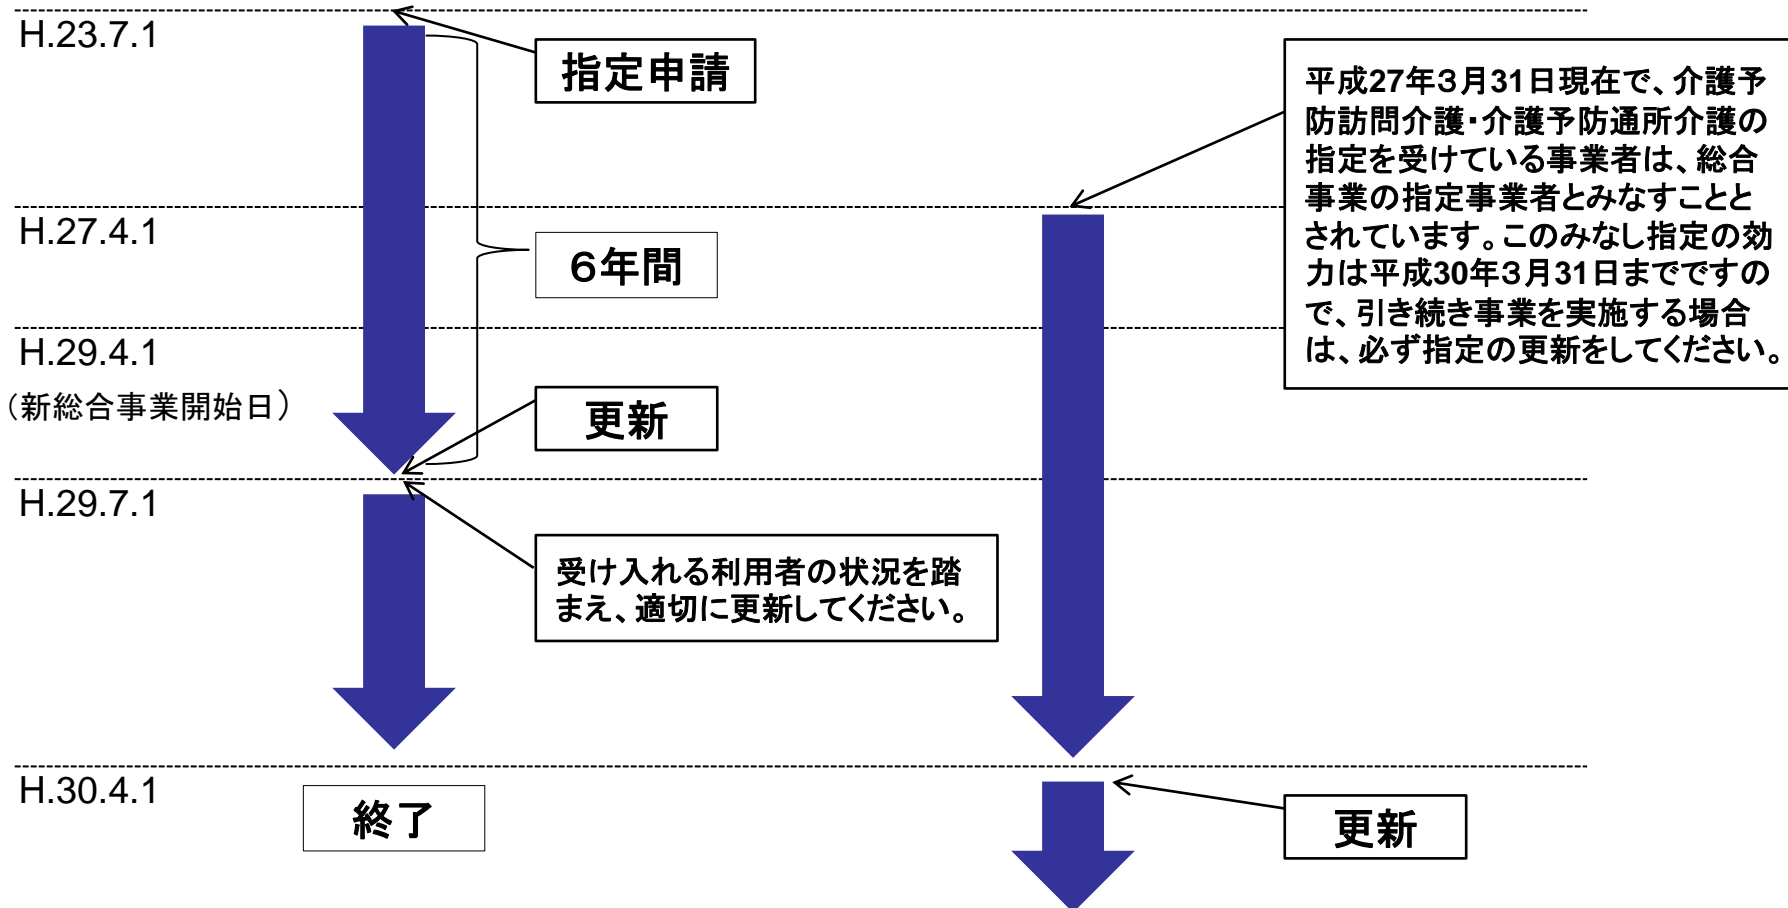 H.23.7.1
指定申請
平成27年３月31日現在で、介護予
防訪問介護・介護予防通所介護の
指定を受けている事業者は、総合
事業の指定事業者とみなすことと
されています。このみなし指定の効
力は平成30年３月31日まてですの
で、引き続き事業を実施する場合
は、必ず指定の更新をしてください。
H.27.4.1
６年間
H.29.4.1
（新総合事業開始日）
更新
H.29.7.1
受け入れる利用者の状況を踏
まえ、適切に更新してください。
H.30.4.1
終了
更新